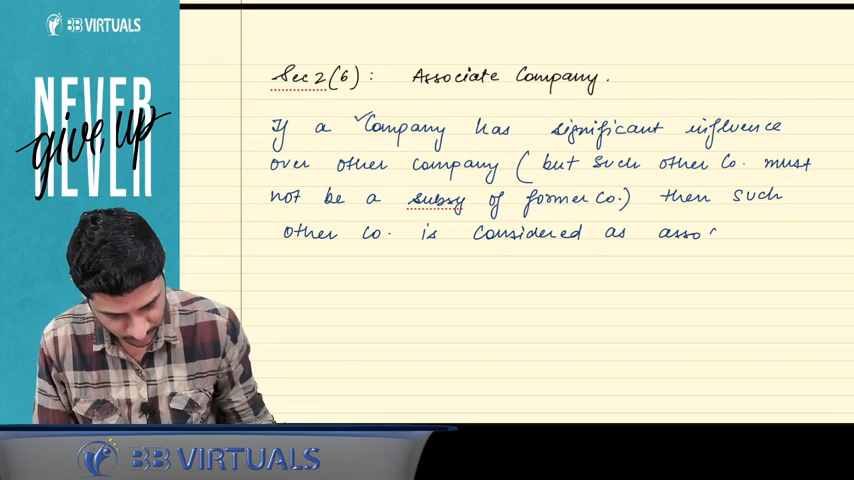 BB VIRTUALS
NEVER
give up
NEVER
Sec 2(6) : Associate Company.
If a Company has significant influence
over other company ( but such other Co. must
not be a subsy of former Co.) then such
other Co. is considered as asso
BB VIRTUALS